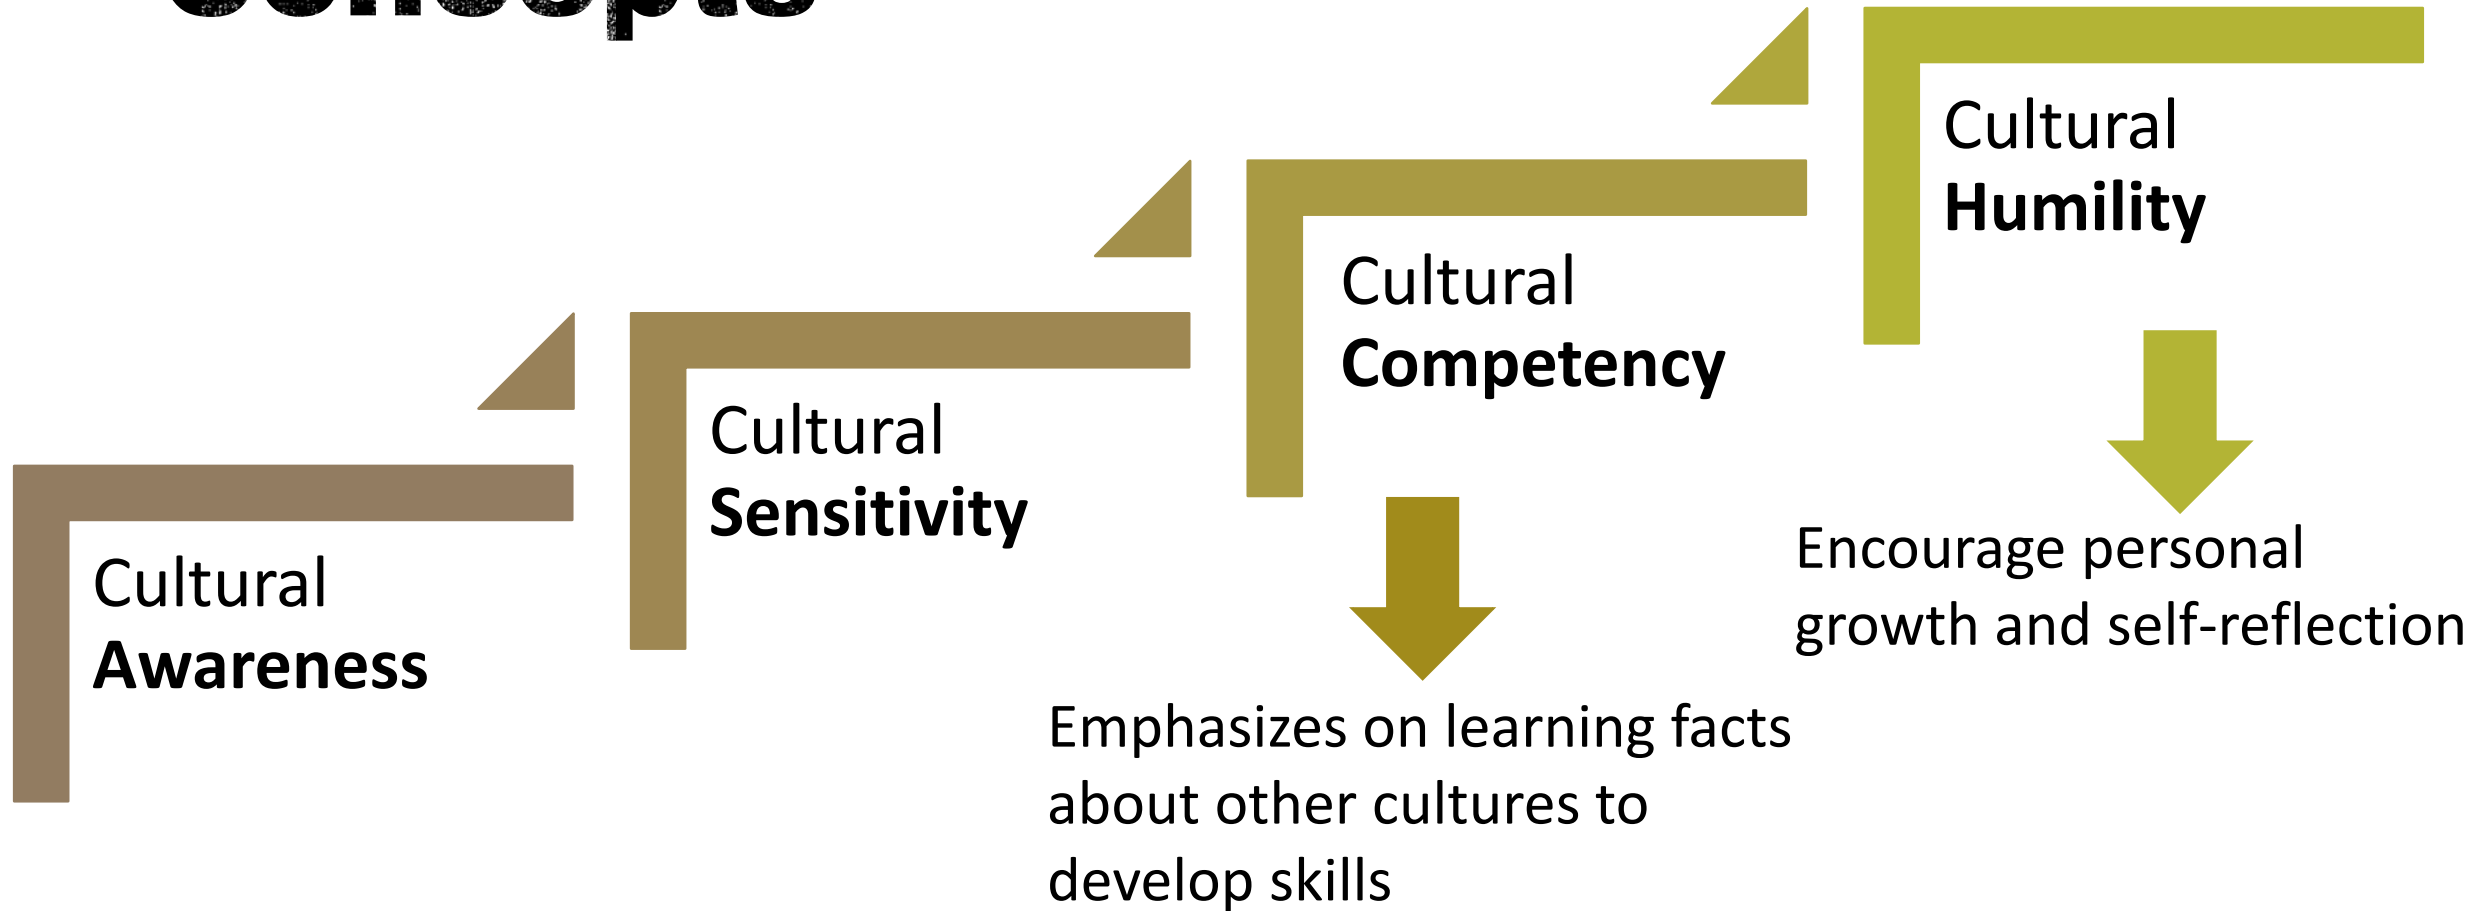 Concepts
Cultural
Awareness
Cultural
Sensitivity
Cultural
Competency
Emphasizes on learning facts
about other cultures to
develop skills
Cultural
Humility
Encourage personal
growth and self-reflection